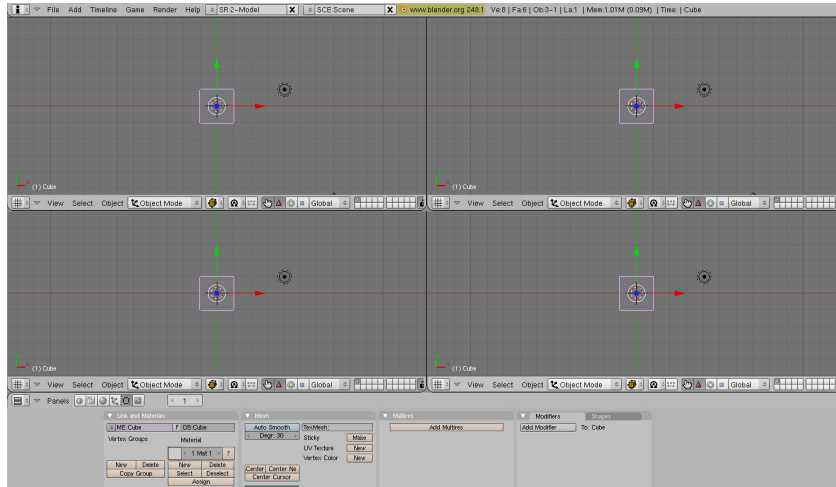 File Add Timeline Game Render Help SR:2-Model X SCE:Scene X www.blender.org 248.1 Ve:8 | Fa:6 | Ob:3-1 | La:1 | Mem:1.01M (0.09M) | Time: | Cube
(1) Cube
(1) Cube
View Select Object Object Mode Global
View Select Object Object Mode Global
(1) Cube
(1) Cube
View Select Object Object Mode Global
View Select Object Object Mode Global
Panels 1
Link and Materials
ME:Cube F OB:Cube
Vertex Groups Material
1 Mat 1 ?
New Delete New Delete
Copy Group Select Deselect
Assign
Mesh
Auto Smooth TexMesh:
Degr: 30 Sticky Make
UV Texture New
Vertex Color New
Center Center Ne
Center Cursor
Multires
Add Multires
Modifiers Shapes
Add Modifier To: Cube